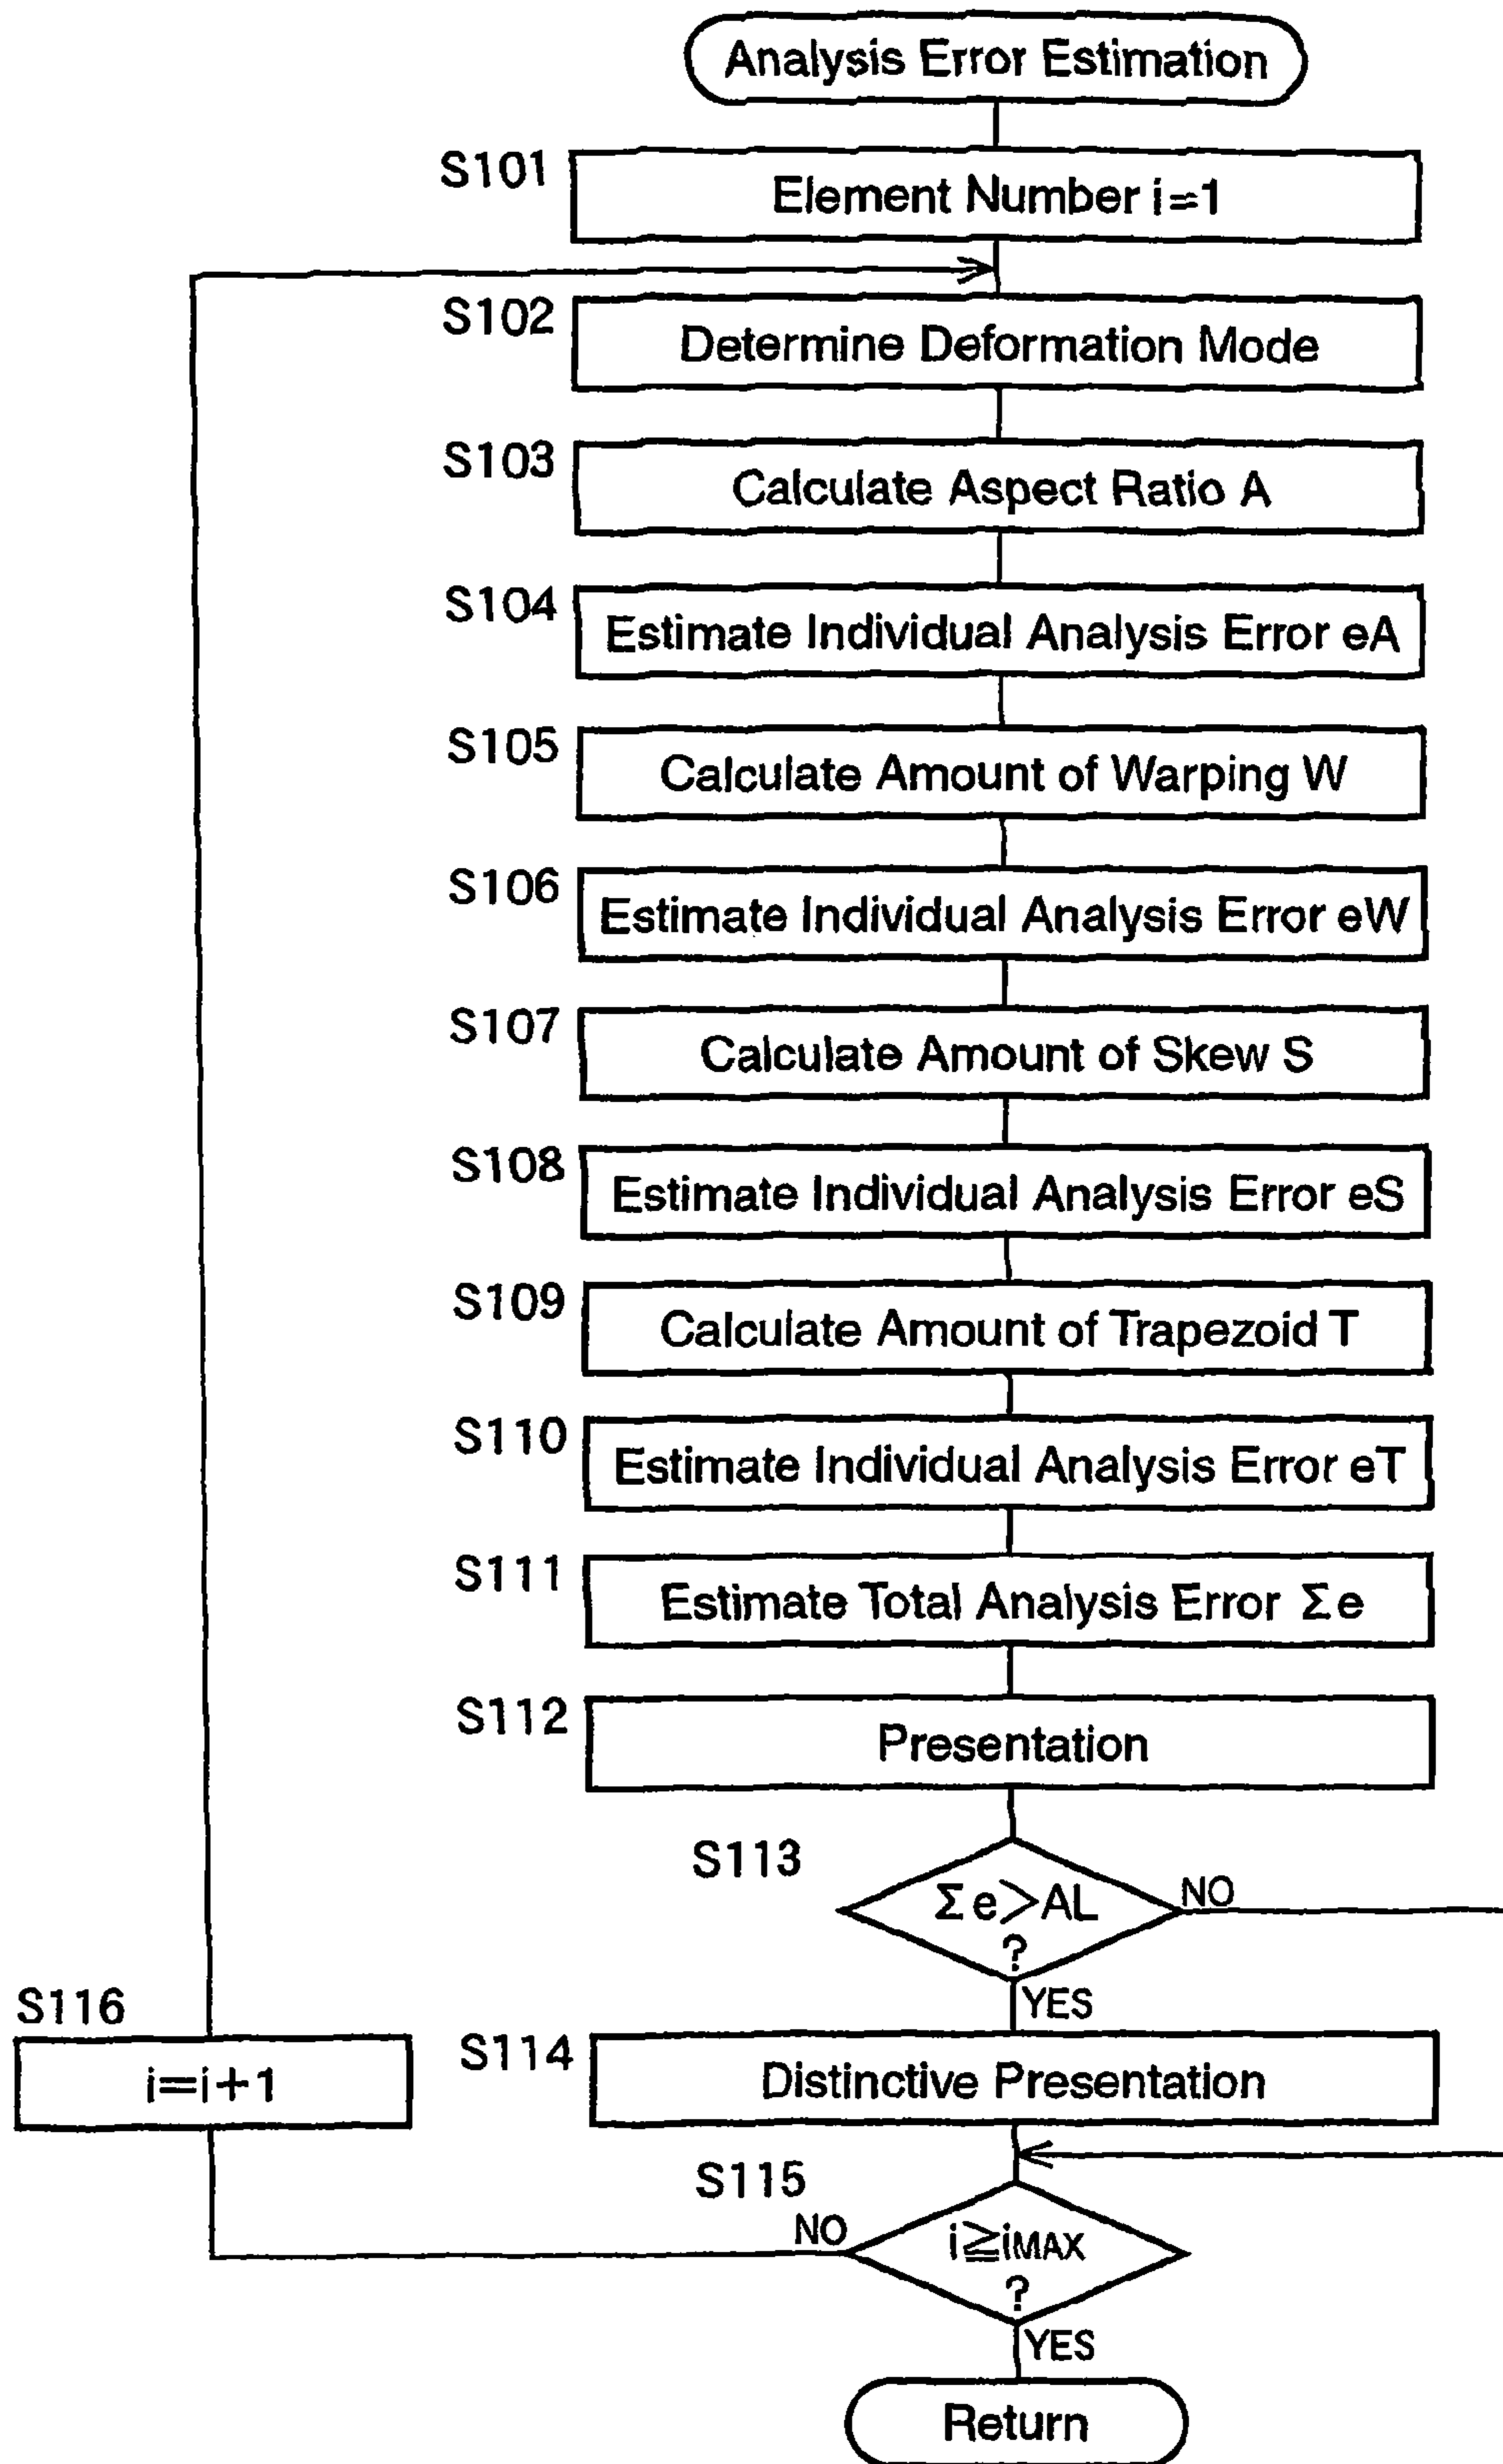 Analysis Error Estimation
S101
Element Number i=1
S102
Determine Deformation Mode
S103
Calculate Aspect Ratio A
S104
Estimate Individual Analysis Error eA
S105
Calculate Amount of Warping W
S106
Estimate Individual Analysis Error eW
S107
Calculate Amount of Skew S
S108
Estimate Individual Analysis Error eS
S109
Calculate Amount of Trapezoid T
S110
Estimate Individual Analysis Error eT
S111
Estimate Total Analysis Error Σe
S112
Presentation
S113
Σe>AL
?
NO
YES
S116
i=i+1
S114
Distinctive Presentation
S115
NO
i≧iMAX
?
YES
Return